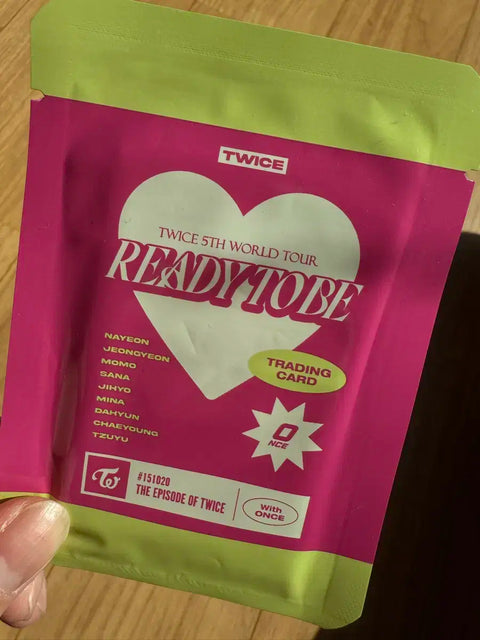 TWICE
TWICE 5TH WORLD TOUR
READY TO BE
NAYEON
JEONGYEON
MOMO
SANA
JIHYO
MINA
DAHYUN
CHAEYOUNG
TZUYU
TRADING
CARD
O
NCE
#151020
THE EPISODE OF TWICE
With
ONCE